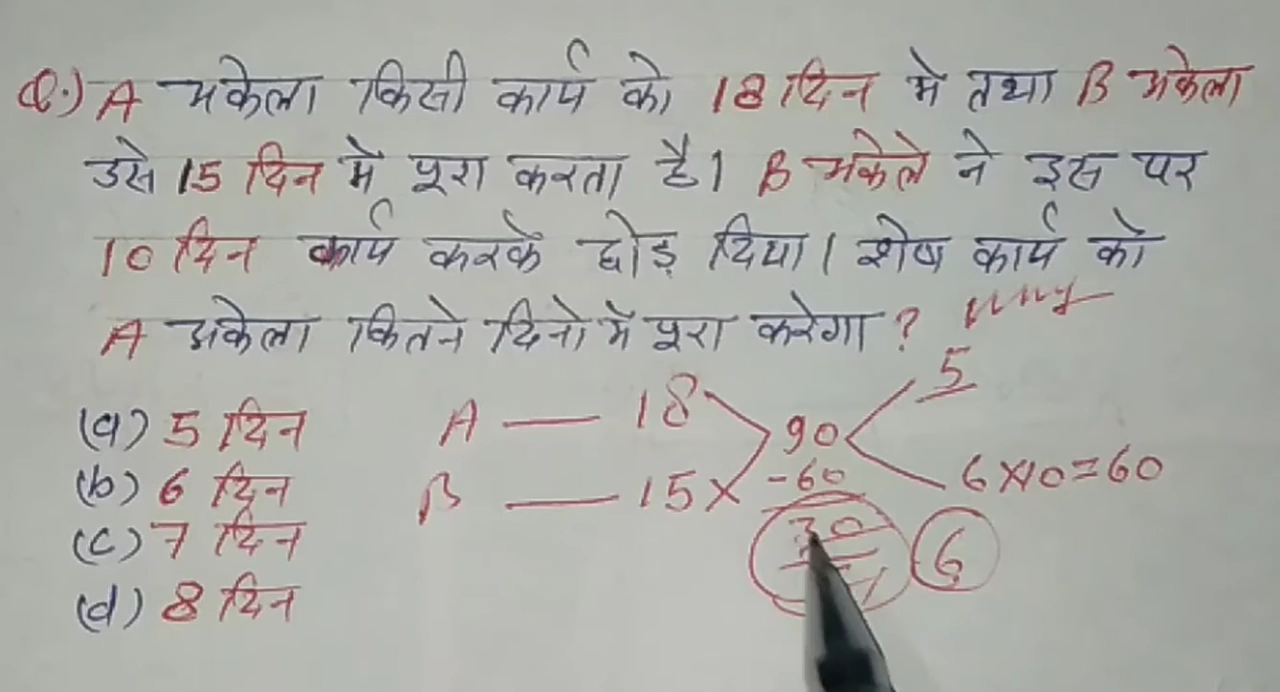 Q.) A अकेला किसी कार्य को 18 दिन मे तथा B अकेला
उसे 15 दिन मे पूरा करता है। B अकेले ने इस पर
10 दिन कार्य करके छोड़ दिया। शेष कार्य को
A अकेला कितने दिनो मे पूरा करेगा ?
(a) 5 दिन
(b) 6 दिन
(c) 7 दिन
(d) 8 दिन
A — 18
B — 15 ×
90
-60
30
5
6×10=60
6